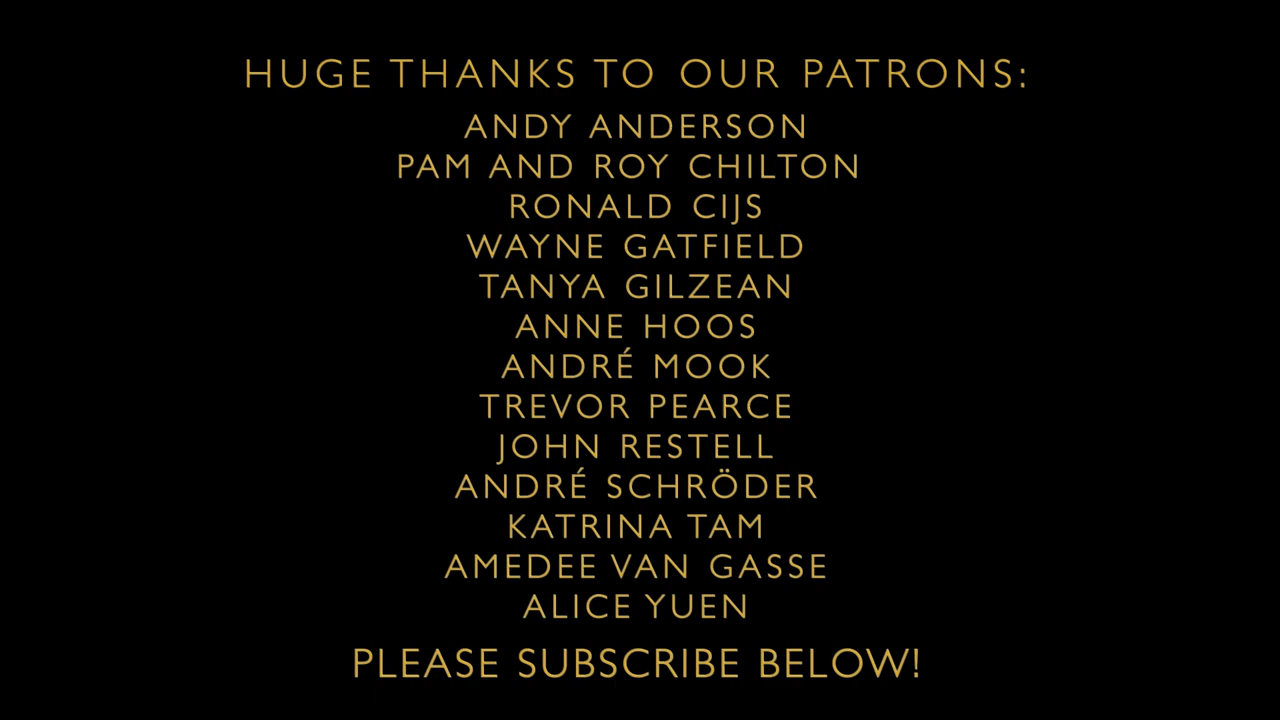 HUGE THANKS TO OUR PATRONS:
ANDY ANDERSON
PAM AND ROY CHILTON
RONALD CIJS
WAYNE GATFIELD
TANYA GILZEAN
ANNE HOOS
ANDRÉ MOOK
TREVOR PEARCE
JOHN RESTELL
ANDRÉ SCHRÖDER
KATRINA TAM
AMEDEE VAN GASSE
ALICE YUEN
PLEASE SUBSCRIBE BELOW!